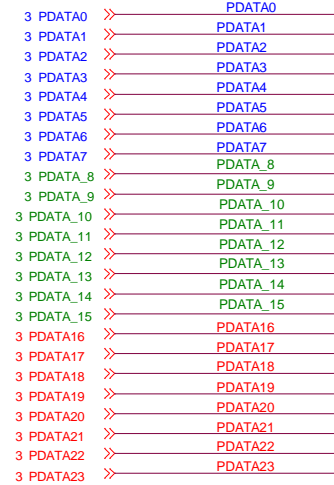 3 PDATA0 PDATA0
3 PDATA1 PDATA1
3 PDATA2 PDATA2
3 PDATA3 PDATA3
3 PDATA4 PDATA4
3 PDATA5 PDATA5
3 PDATA6 PDATA6
3 PDATA7 PDATA7
3 PDATA_8 PDATA_8
3 PDATA_9 PDATA_9
3 PDATA_10 PDATA_10
3 PDATA_11 PDATA_11
3 PDATA_12 PDATA_12
3 PDATA_13 PDATA_13
3 PDATA_14 PDATA_14
3 PDATA_15 PDATA_15
3 PDATA16 PDATA16
3 PDATA17 PDATA17
3 PDATA18 PDATA18
3 PDATA19 PDATA19
3 PDATA20 PDATA20
3 PDATA21 PDATA21
3 PDATA22 PDATA22
3 PDATA23 PDATA23